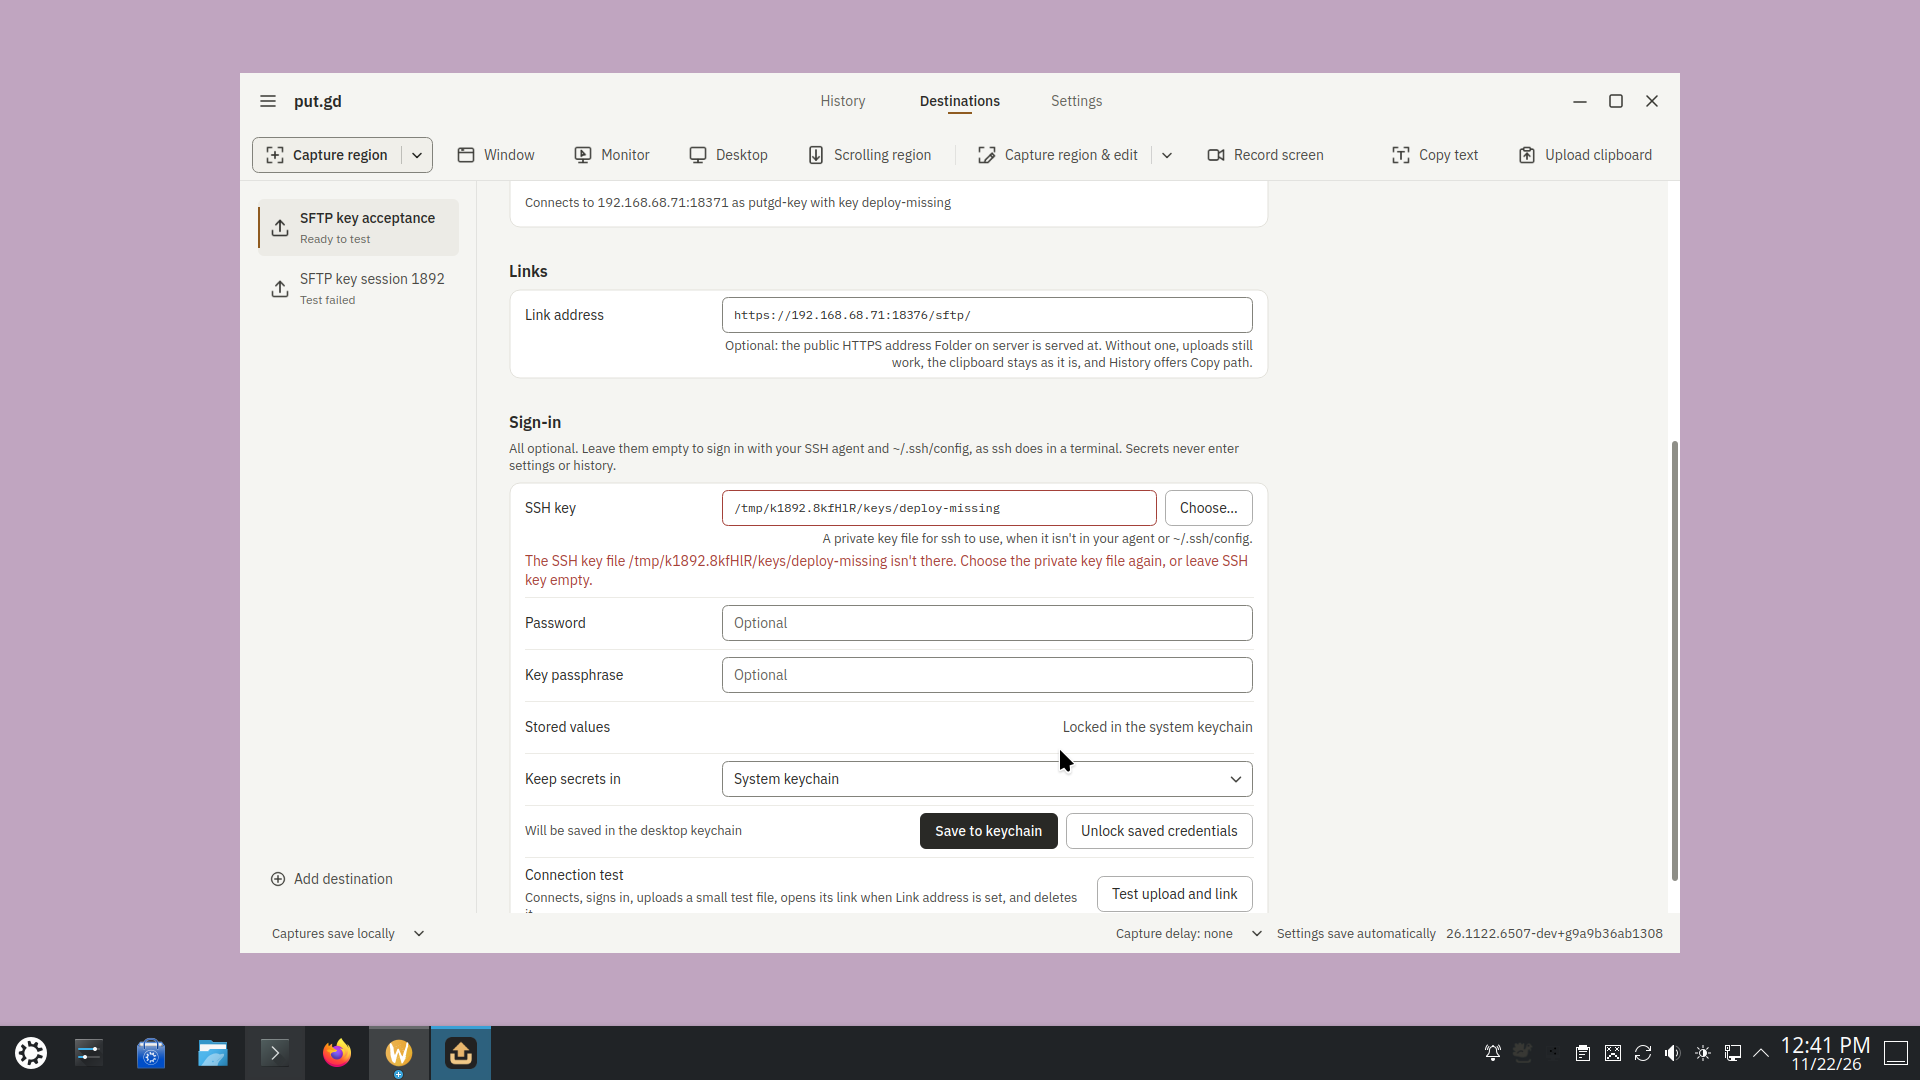 put.gd
History
Destinations
Settings
Capture region
Window
Monitor
Desktop
Scrolling region
Capture region & edit
Record screen
Copy text
Upload clipboard
SFTP key acceptance
Ready to test
SFTP key session 1892
Test failed
Add destination
Connects to 192.168.68.71:18371 as putgd-key with key deploy-missing
Links
Link address
https://192.168.68.71:18376/sftp/
Optional: the public HTTPS address Folder on server is served at. Without one, uploads still
work, the clipboard stays as it is, and History offers Copy path.
Sign-in
All optional. Leave them empty to sign in with your SSH agent and ~/.ssh/config, as ssh does in a terminal. Secrets never enter
settings or history.
SSH key
/tmp/k1892.8kfHlR/keys/deploy-missing
Choose...
A private key file for ssh to use, when it isn't in your agent or ~/.ssh/config.
The SSH key file /tmp/k1892.8kfHlR/keys/deploy-missing isn't there. Choose the private key file again, or leave SSH
key empty.
Password
Optional
Key passphrase
Optional
Stored values
Locked in the system keychain
Keep secrets in
System keychain
Will be saved in the desktop keychain
Save to keychain
Unlock saved credentials
Connection test
Connects, signs in, uploads a small test file, opens its link when Link address is set, and deletes
Test upload and link
Captures save locally
Capture delay: none
Settings save automatically
26.1122.6507-dev+g9a9b36ab1308
12:41 PM
11/22/26